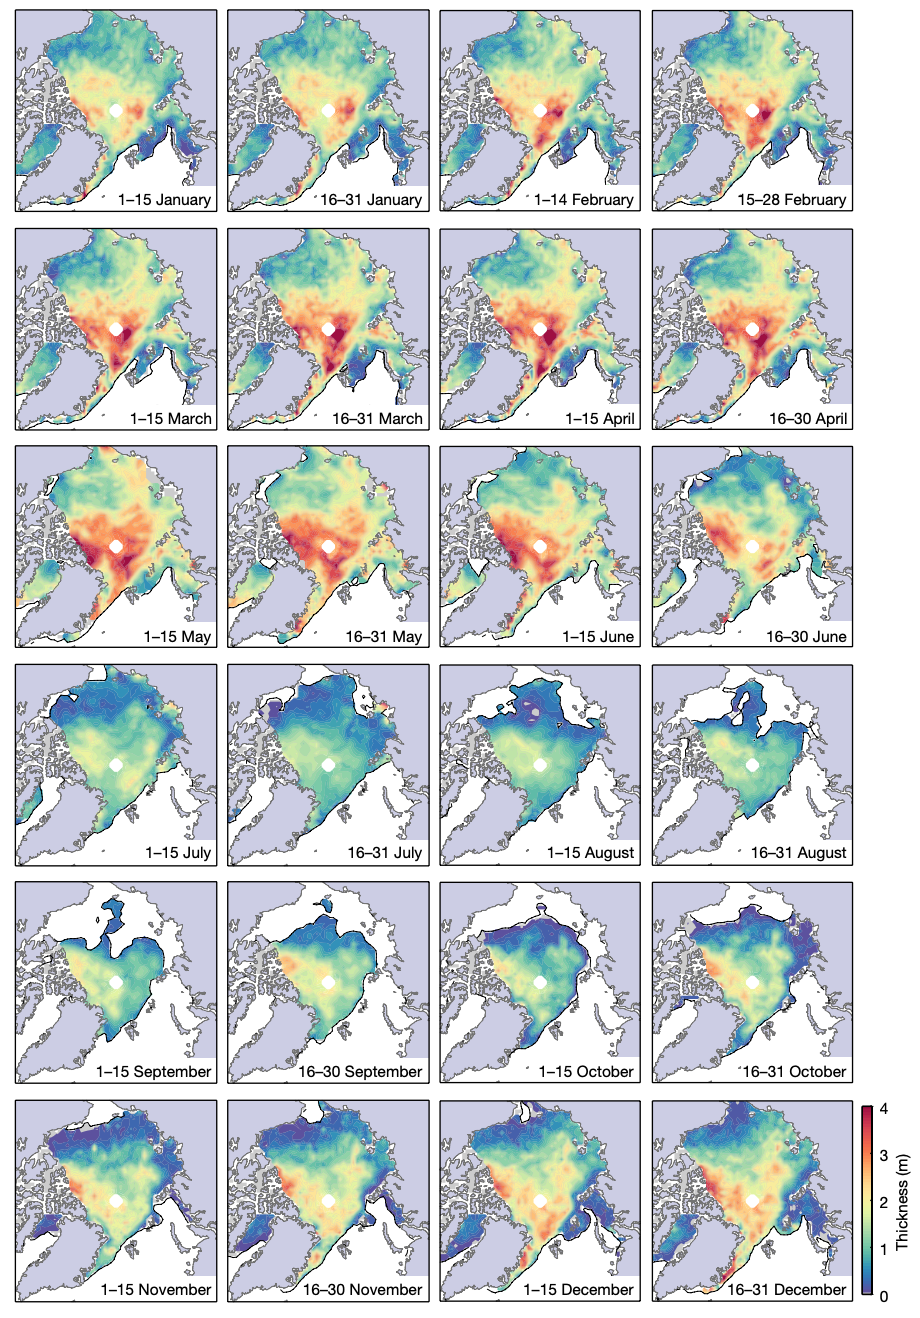 1–15 January
16–31 January
1–14 February
15–28 February
1–15 March
16–31 March
1–15 April
16–30 April
1–15 May
16–31 May
1–15 June
16–30 June
1–15 July
16–31 July
1–15 August
16–31 August
1–15 September
16–30 September
1–15 October
16–31 October
1–15 November
16–30 November
1–15 December
16–31 December
4
3
2
1
0
Thickness (m)